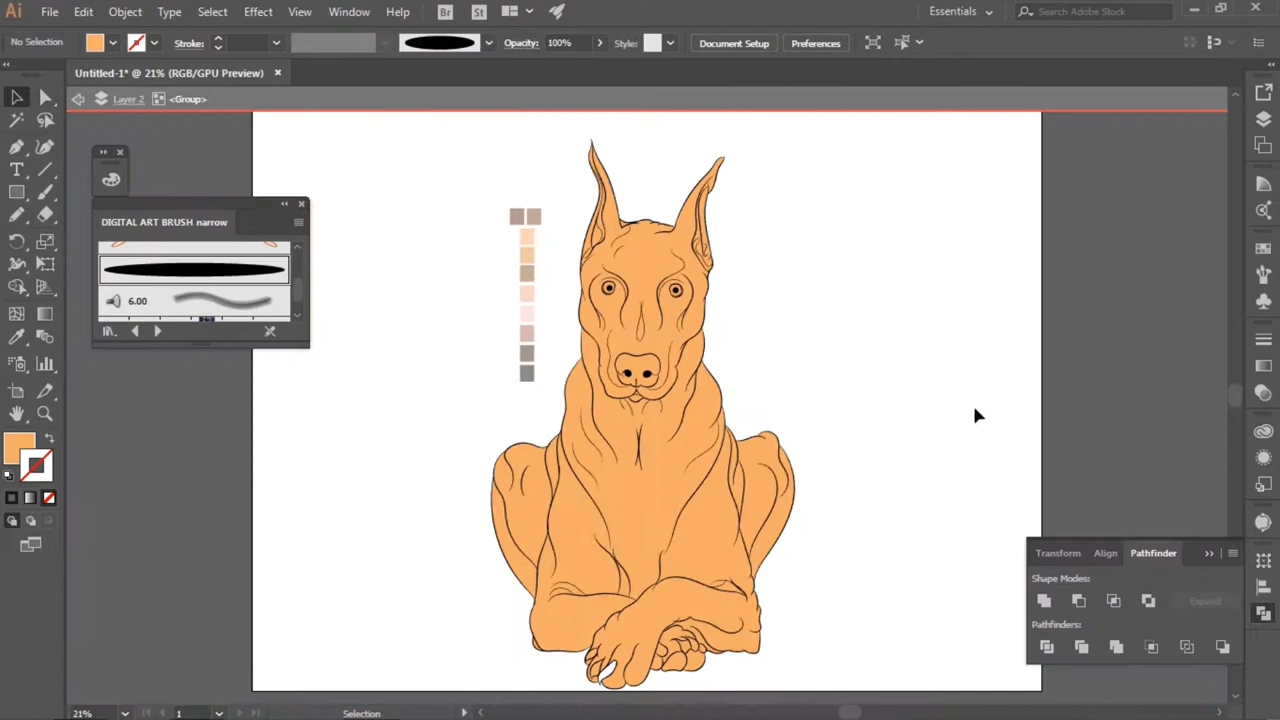 Ai File Edit Object Type Select Effect View Window Help Br St Essentials Search Adobe Stock
No Selection Stroke: Opacity: 100% Style: Document Setup Preferences
Untitled-1* @ 21% (RGB/GPU Preview)
Layer 2 <Group>
DIGITAL ART BRUSH narrow
6.00
Transform Align Pathfinder
Shape Modes:
Expand
Pathfinders:
21% 1 Selection